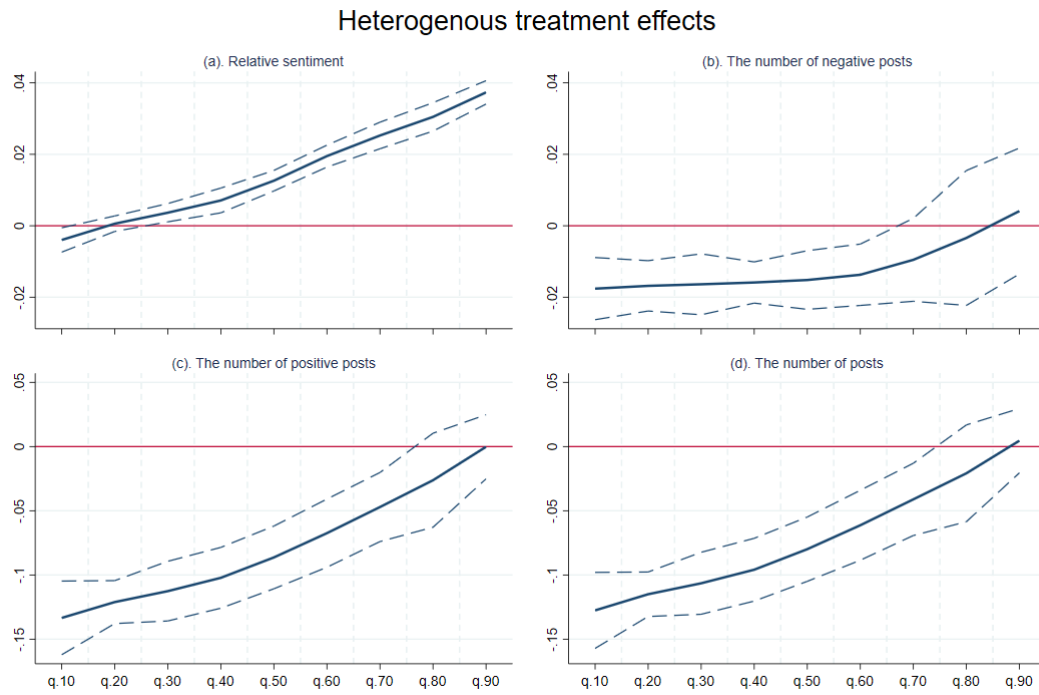 Heterogenous treatment effects
(a). Relative sentiment
(b). The number of negative posts
.04
.02
0
-.02
.04
.02
0
-.02
(c). The number of positive posts
(d). The number of posts
.05
0
-.05
-.1
-.15
.05
0
-.05
-.1
-.15
q.10 q.20 q.30 q.40 q.50 q.60 q.70 q.80 q.90
q.10 q.20 q.30 q.40 q.50 q.60 q.70 q.80 q.90